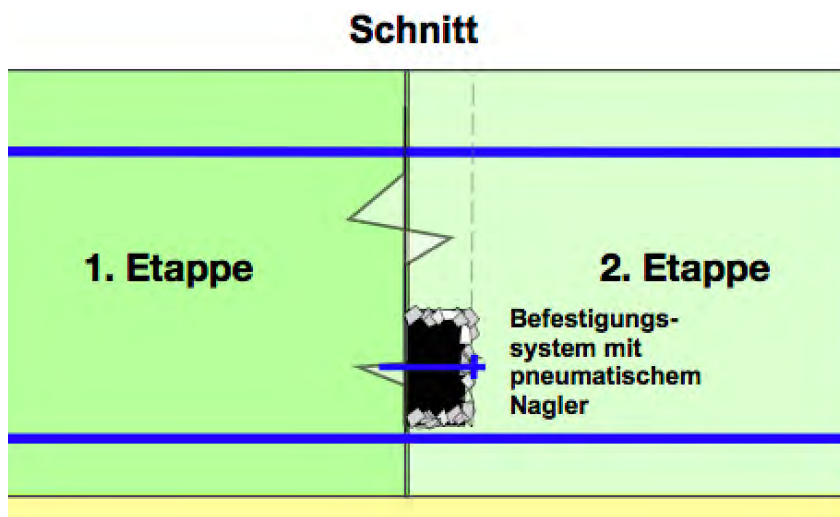 Schnitt
1. Etappe
2. Etappe
Befestigungs-
system mit
pneumatischem
Nagler